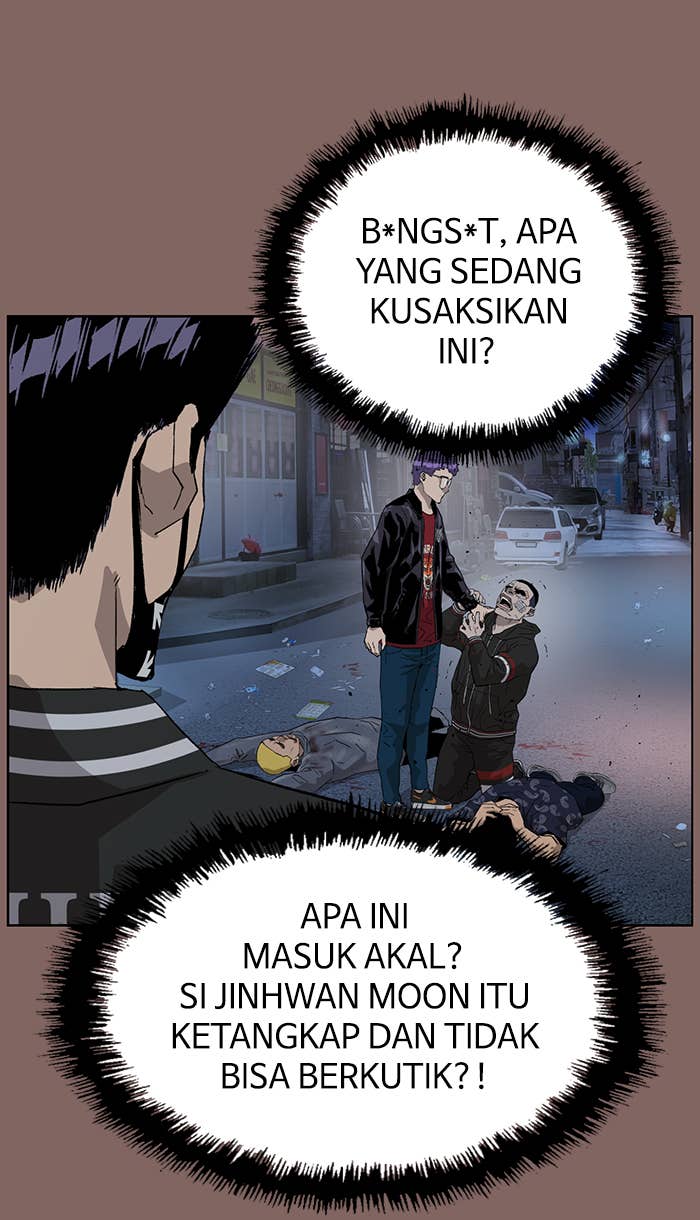 B*NGS*T, APA
YANG SEDANG
KUSAKSIKAN
INI?
APA INI
MASUK AKAL?
SI JINHWAN MOON ITU
KETANGKAP DAN TIDAK
BISA BERKUTIK?!